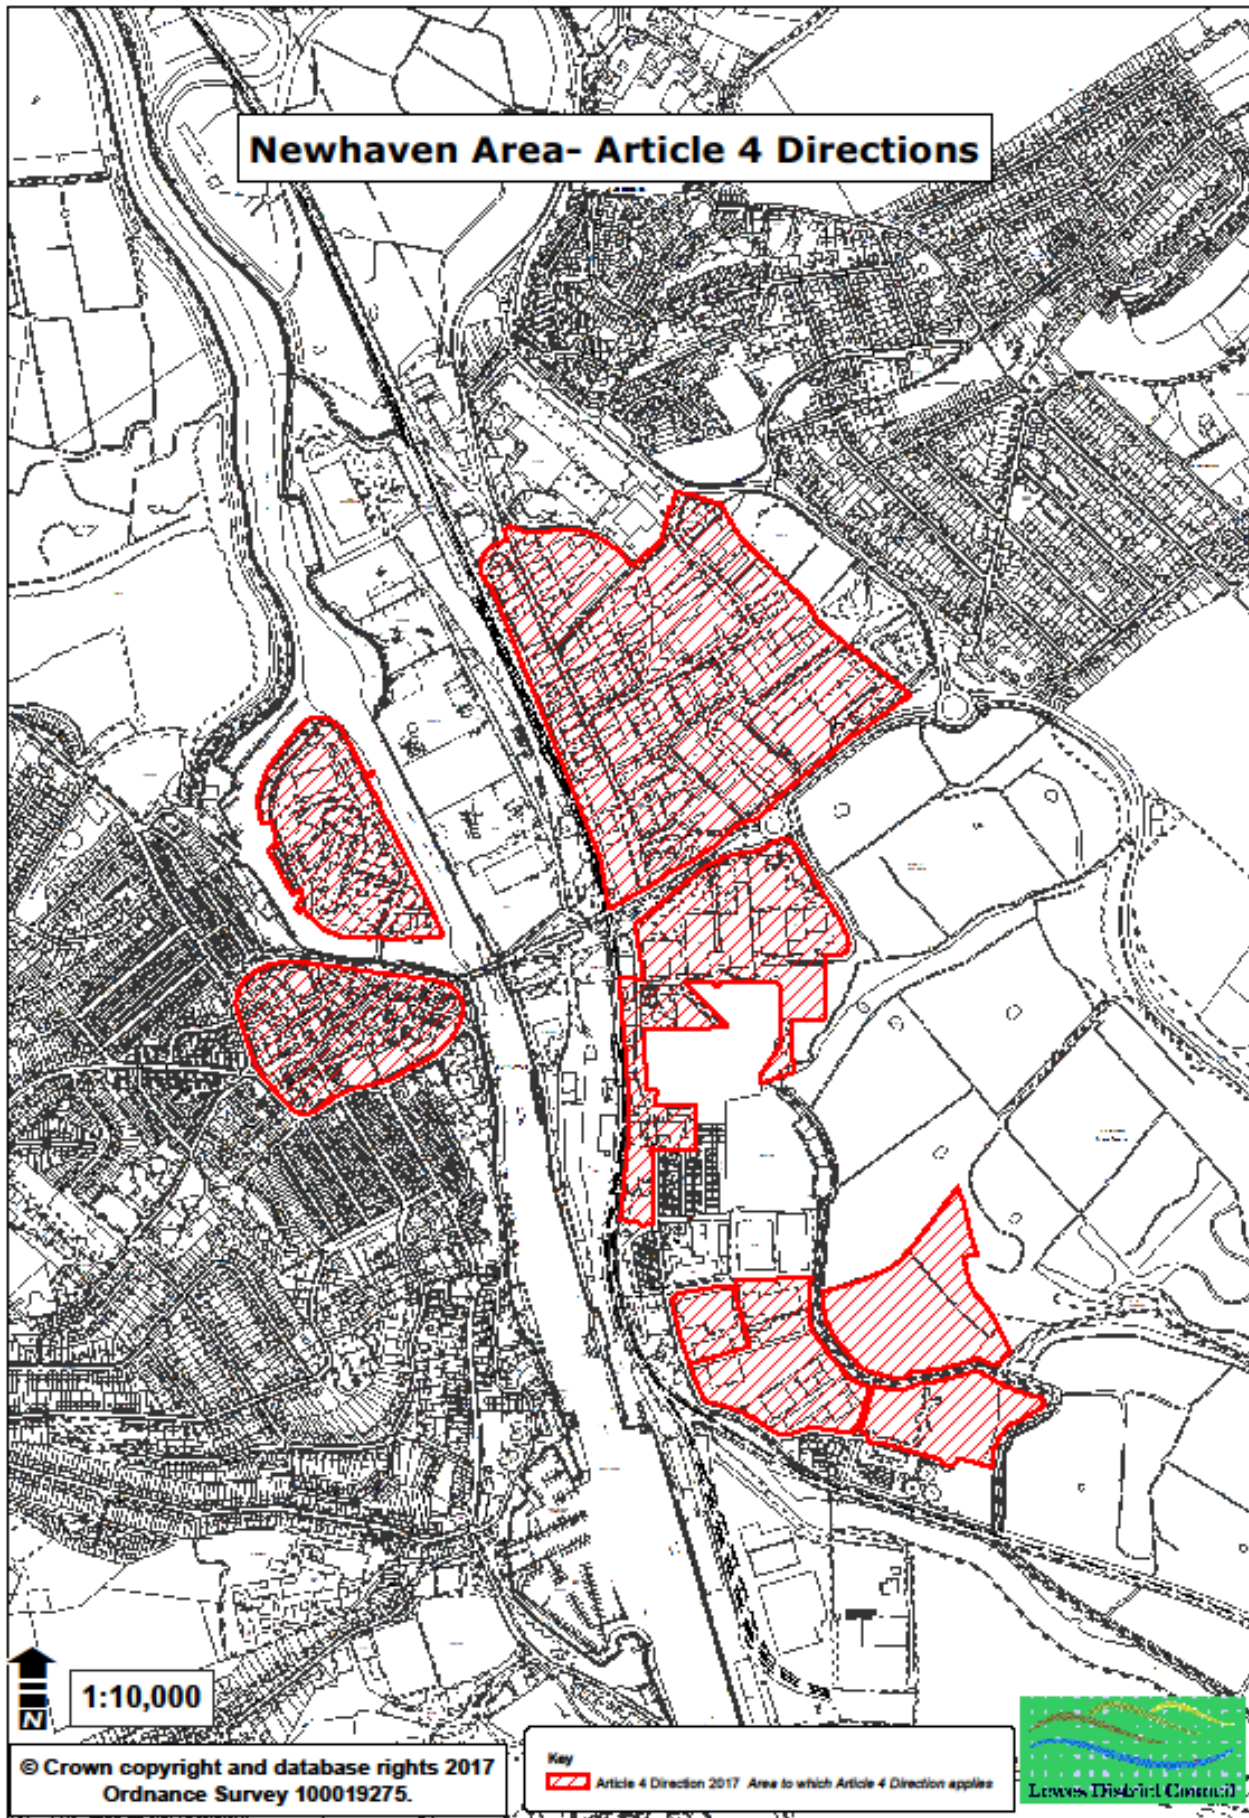 Newhaven Area- Article 4 Directions
N
1:10,000
© Crown copyright and database rights 2017
Ordnance Survey 100019275.
Key
Article 4 Direction 2017 Area to which Article 4 Direction applies
Lewes District Council